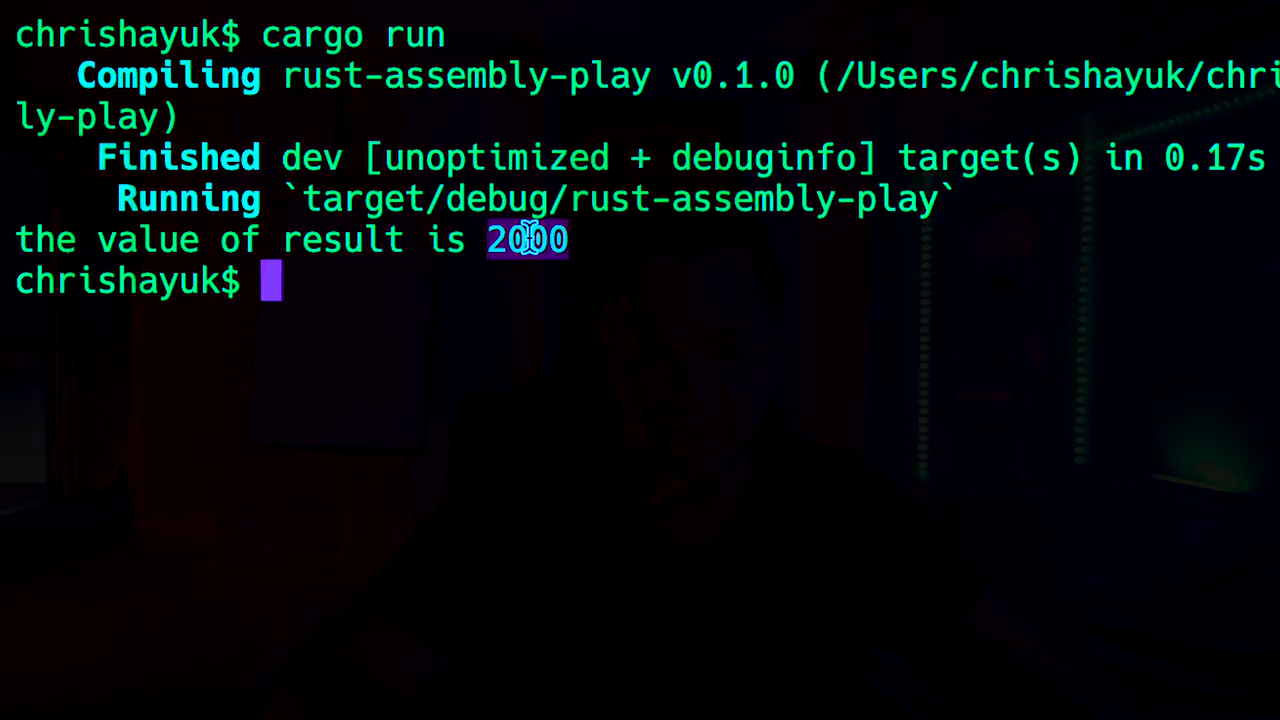 chrishayuk$ cargo run
Compiling rust-assembly-play v0.1.0 (/Users/chrishayuk/chri
ly-play)
Finished dev [unoptimized + debuginfo] target(s) in 0.17s
Running `target/debug/rust-assembly-play`
the value of result is 2000
chrishayuk$